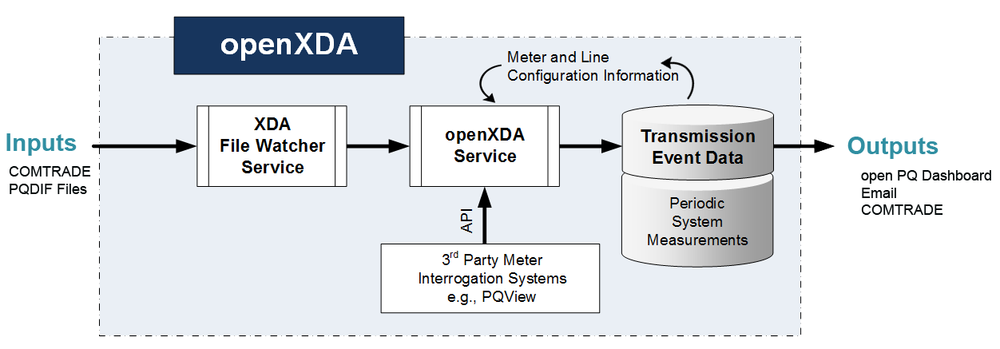 openXDA
Meter and Line
Configuration Information
Inputs
COMTRADE
PQDIF Files
XDA
File Watcher
Service
openXDA
Service
Transmission
Event Data
Periodic
System
Measurements
Outputs
open PQ Dashboard
Email
COMTRADE
API
3rd Party Meter
Interrogation Systems
e.g., PQView